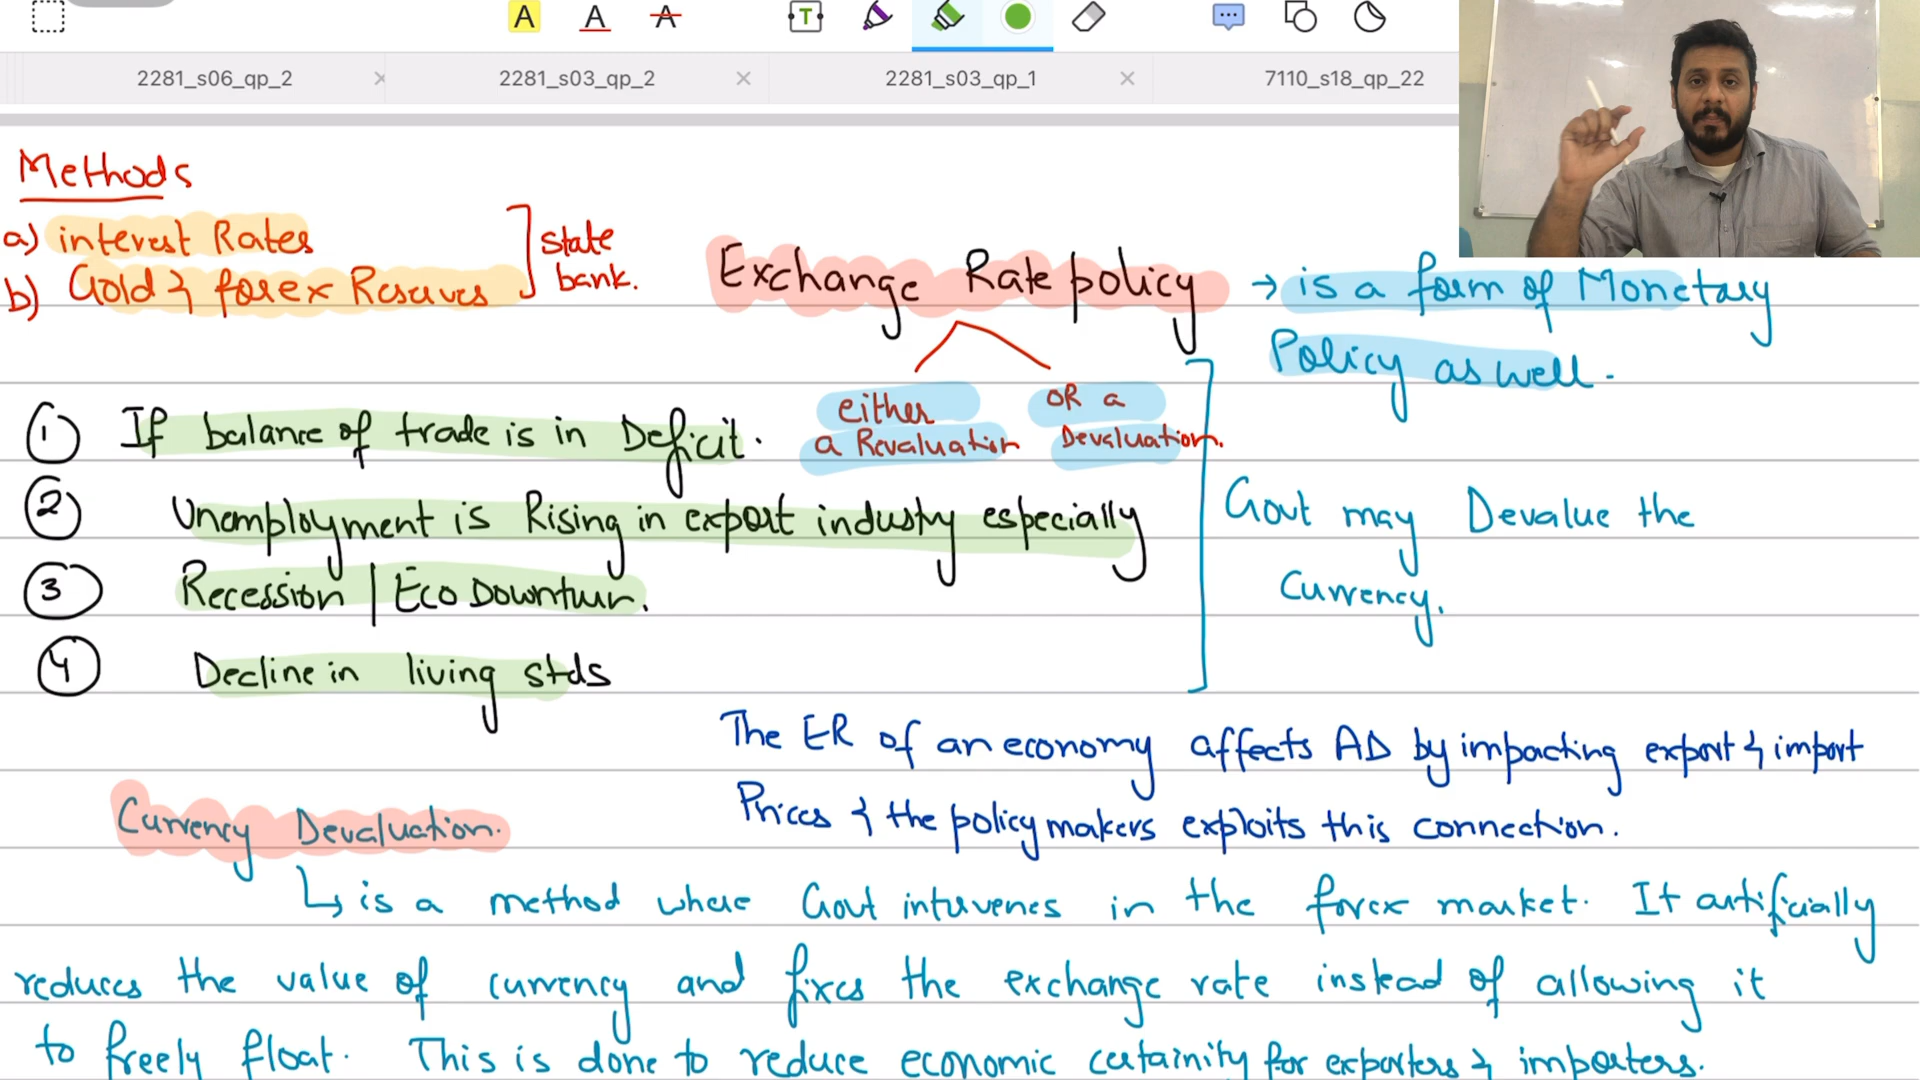 A A A T
2281_s06_qp_2 × 2281_s03_qp_2 × 2281_s03_qp_1 × 7110_s18_qp_22
Methods
a) interest Rates
b) Gold & forex Reserves
state
bank.
Exchange Rate policy → is a form of Monetary
Policy as well.
either
a Revaluation
OR a
Devaluation.
1 If balance of trade is in Deficit.
2 Unemployment is Rising in export industry especially
3 Recession | Eco Downturn.
4 Decline in living stds
Govt may Devalue the
Currency.
The ER of an economy affects AD by impacting export & import
Prices & the policymakers exploits this connection.
Currency Devaluation.
↳ is a method where Govt intervenes in the forex market. It artificially
reduces the value of currency and fixes the exchange rate instead of allowing it
to freely float. This is done to reduce economic certainity for exporters & importers.